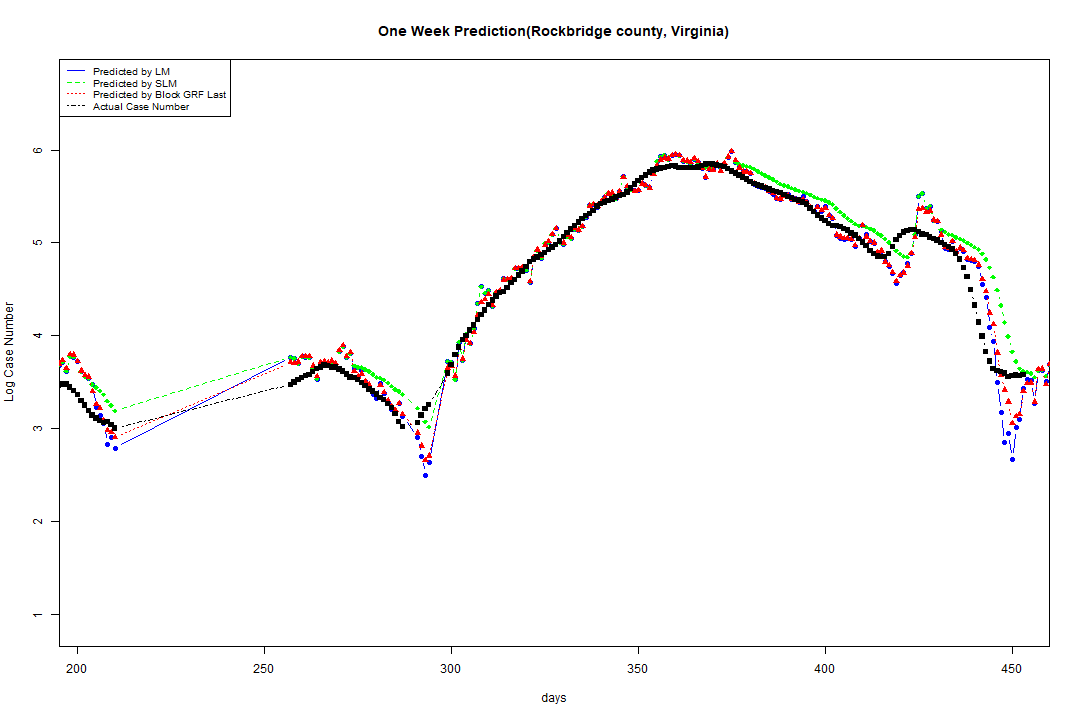 One Week Prediction(Rockbridge county, Virginia)
Predicted by LM
Predicted by SLM
Predicted by Block GRF Last
Actual Case Number
Log Case Number
6
5
4
3
2
1
200 250 300 350 400 450
days